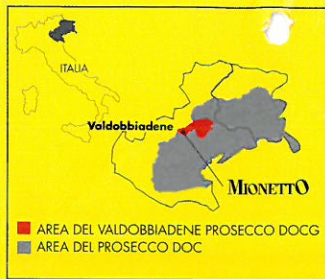 ITALIA
Valdobbiadene
MIONETTO
AREA DEL VALDOBBIADENE PROSECCO DOCG
AREA DEL PROSECCO DOC